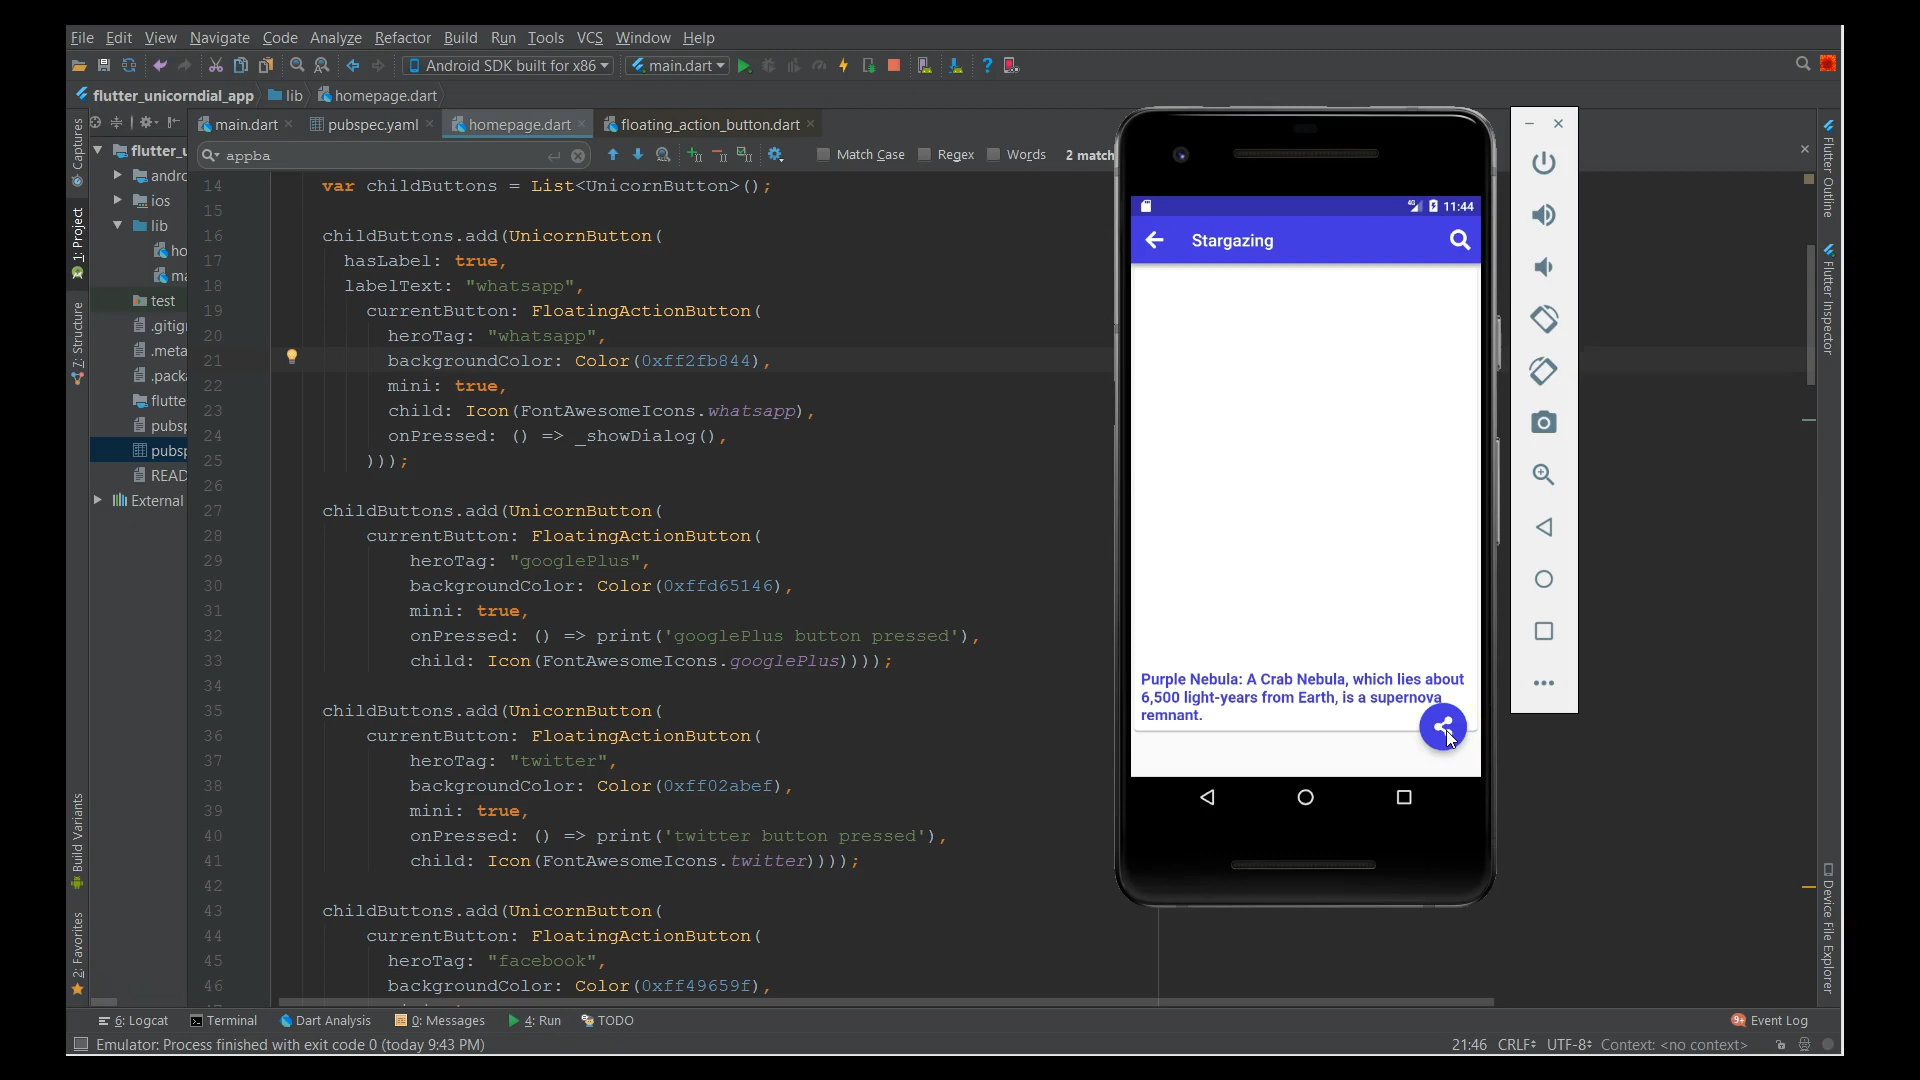 File Edit View Navigate Code Analyze Refactor Build Run Tools VCS Window Help
Android SDK built for x86 main.dart
flutter_unicorndial_app lib homepage.dart
main.dart pubspec.yaml homepage.dart floating_action_button.dart
appba Match Case Regex Words 2 match
Captures
1: Project
7: Structure
Build Variants
2: Favorites
flutter_u
andro
ios
lib
ho
ma
test
.gitig
.meta
.pack
flutte
pubsp
pubsp
READ
External
14 var childButtons = List<UnicornButton>();
15
16 childButtons.add(UnicornButton(
17 hasLabel: true,
18 labelText: "whatsapp",
19 currentButton: FloatingActionButton(
20 heroTag: "whatsapp",
21 backgroundColor: Color(0xff2fb844),
22 mini: true,
23 child: Icon(FontAwesomeIcons.whatsapp),
24 onPressed: () => _showDialog(),
25 )));
26
27 childButtons.add(UnicornButton(
28 currentButton: FloatingActionButton(
29 heroTag: "googlePlus",
30 backgroundColor: Color(0xffd65146),
31 mini: true,
32 onPressed: () => print('googlePlus button pressed'),
33 child: Icon(FontAwesomeIcons.googlePlus))));
34
35 childButtons.add(UnicornButton(
36 currentButton: FloatingActionButton(
37 heroTag: "twitter",
38 backgroundColor: Color(0xff02abef),
39 mini: true,
40 onPressed: () => print('twitter button pressed'),
41 child: Icon(FontAwesomeIcons.twitter))));
42
43 childButtons.add(UnicornButton(
44 currentButton: FloatingActionButton(
45 heroTag: "facebook",
46 backgroundColor: Color(0xff49659f),
4G 11:44
Stargazing
Purple Nebula: A Crab Nebula, which lies about
6,500 light-years from Earth, is a supernova
remnant.
Flutter Outline
Flutter Inspector
Device File Explorer
6: Logcat Terminal Dart Analysis 0: Messages 4: Run TODO 9+ Event Log
Emulator: Process finished with exit code 0 (today 9:43 PM) 21:46 CRLF UTF-8 Context: <no context>